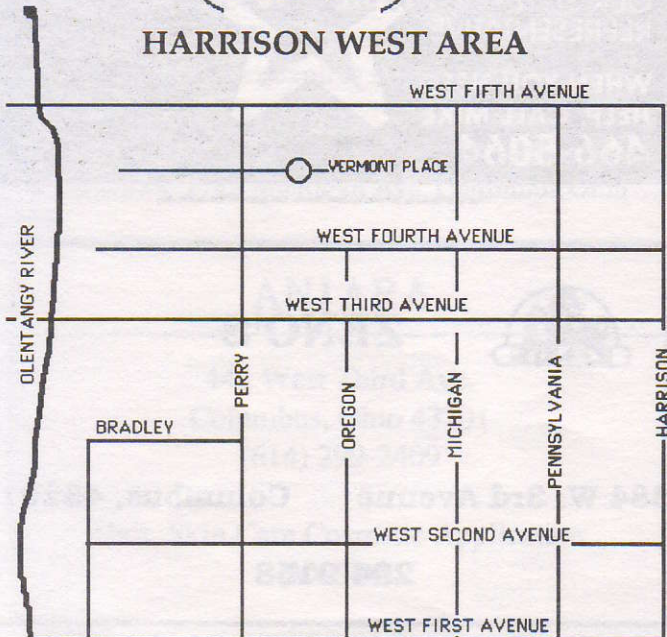 HARRISON WEST AREA
WEST FIFTH AVENUE
VERMONT PLACE
WEST FOURTH AVENUE
WEST THIRD AVENUE
OLENTANGY RIVER
PERRY
OREGON
MICHIGAN
PENNSYLVANIA
HARRISON
BRADLEY
WEST SECOND AVENUE
WEST FIRST AVENUE